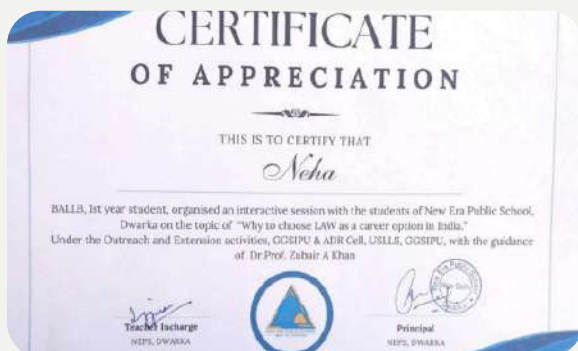 CERTIFICATE
OF APPRECIATION
THIS IS TO CERTIFY THAT
Neha
BALLB, 1st year student, organised an interactive session with the students of New Era Public School,
Dwarka on the topic of "Why to choose LAW as a career option in India."
Under the Outreach and Extension activities, GGSIPU & ADR Cell, USLLS, GGSIPU, with the guidance
of Dr.Prof. Zubair A Khan
Teacher Incharge
NEPS, DWARKA
Principal
NEPS, DWARKA